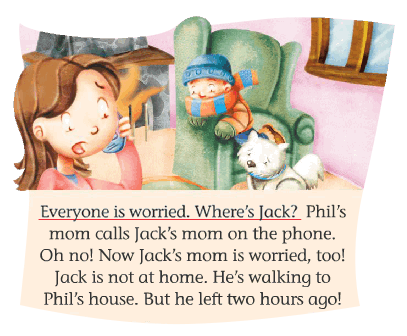 Everyone is worried. Where's Jack? Phil's
mom calls Jack's mom on the phone.
Oh no! Now Jack's mom is worried, too!
Jack is not at home. He's walking to
Phil's house. But he left two hours ago!